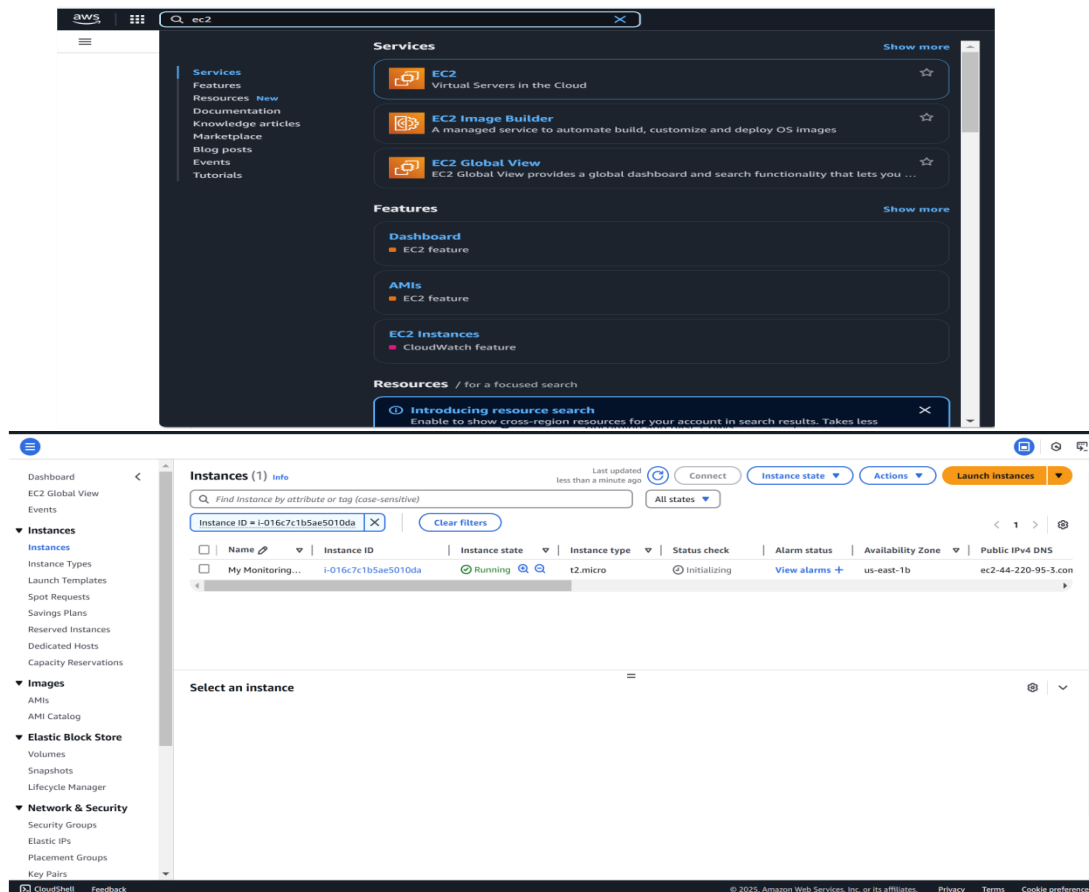 aws
ec2
Services
Features
Resources New
Documentation
Knowledge articles
Marketplace
Blog posts
Events
Tutorials
Services Show more
EC2
Virtual Servers in the Cloud
EC2 Image Builder
A managed service to automate build, customize and deploy OS images
EC2 Global View
EC2 Global View provides a global dashboard and search functionality that lets you ...
Features Show more
Dashboard
EC2 feature
AMIs
EC2 feature
EC2 Instances
CloudWatch feature
Resources / for a focused search
Introducing resource search
Enable to show cross-region resources for your account in search results. Takes less
Dashboard
EC2 Global View
Events
Instances
Instances
Instance Types
Launch Templates
Spot Requests
Savings Plans
Reserved Instances
Dedicated Hosts
Capacity Reservations
Images
AMIs
AMI Catalog
Elastic Block Store
Volumes
Snapshots
Lifecycle Manager
Network & Security
Security Groups
Elastic IPs
Placement Groups
Key Pairs
Instances (1) Info
Last updated
less than a minute ago
Connect
Instance state
Actions
Launch instances
Find Instance by attribute or tag (case-sensitive)
All states
Instance ID = i-016c7c1b5ae5010da
Clear filters
1
Name Instance ID Instance state Instance type Status check Alarm status Availability Zone Public IPv4 DNS
My Monitoring... i-016c7c1b5ae5010da Running t2.micro Initializing View alarms + us-east-1b ec2-44-220-95-3.con
Select an instance
CloudShell Feedback © 2025, Amazon Web Services, Inc. or its affiliates. Privacy Terms Cookie preference